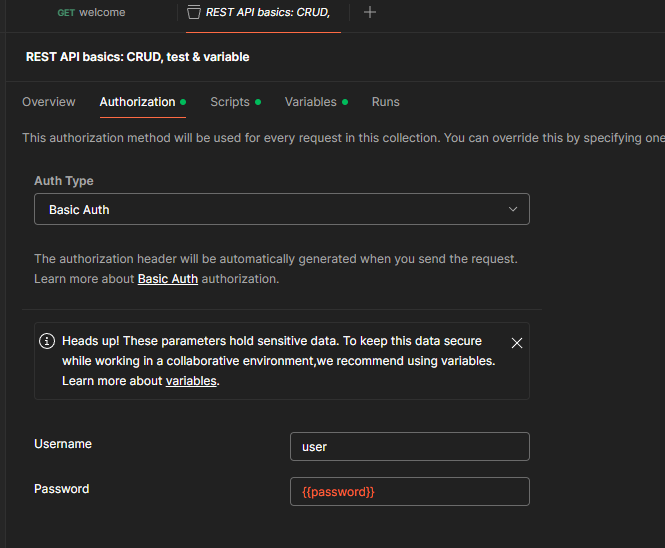 GET welcome
REST API basics: CRUD,
REST API basics: CRUD, test & variable
Overview
Authorization
Scripts
Variables
Runs
This authorization method will be used for every request in this collection. You can override this by specifying one
Auth Type
Basic Auth
The authorization header will be automatically generated when you send the request.
Learn more about Basic Auth authorization.
Heads up! These parameters hold sensitive data. To keep this data secure
while working in a collaborative environment,we recommend using variables.
Learn more about variables.
Username
user
Password
{{password}}